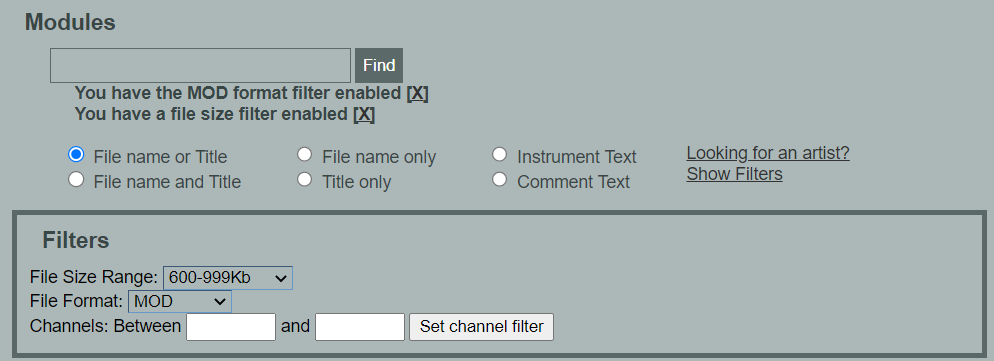 Modules
Find
You have the MOD format filter enabled [X]
You have a file size filter enabled [X]
File name or Title File name only Instrument Text Looking for an artist?
File name and Title Title only Comment Text Show Filters
Filters
File Size Range: 600-999Kb
File Format: MOD
Channels: Between and Set channel filter